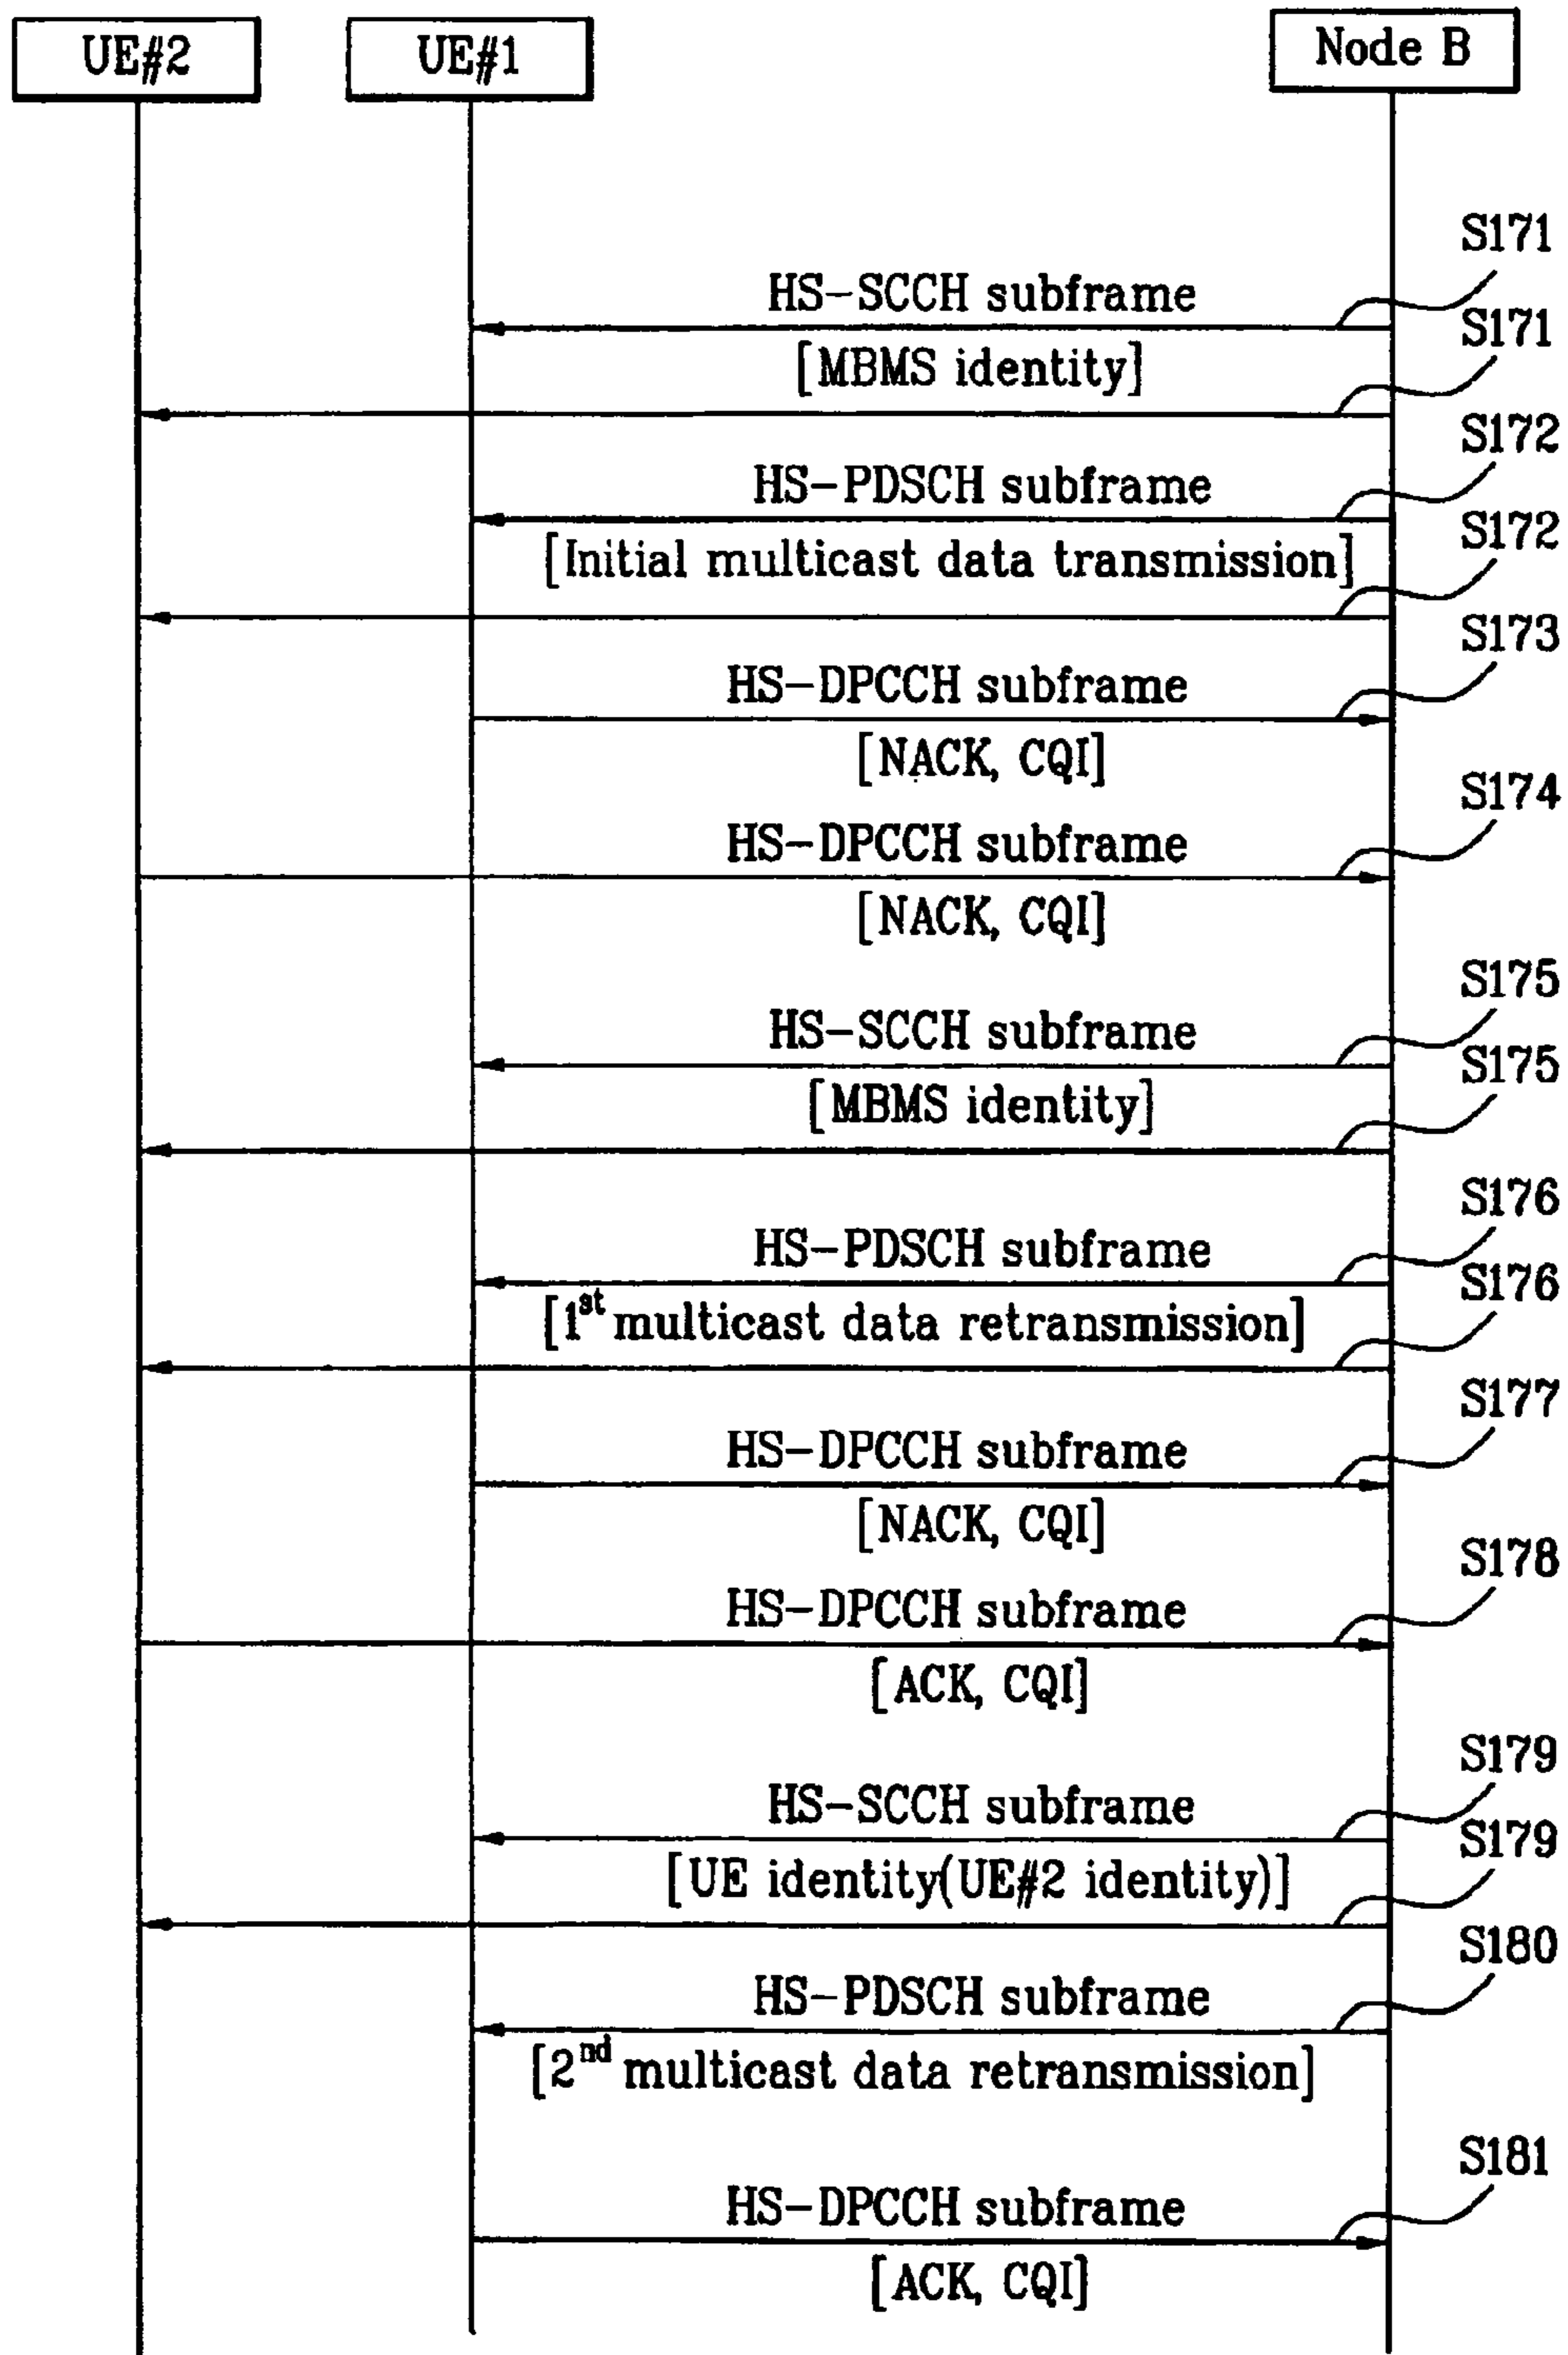 UE#2
UE#1
Node B
S171
HS-SCCH subframe
S171
[MBMS identity]
S172
HS-PDSCH subframe
S172
[Initial multicast data transmission]
S173
HS-DPCCH subframe
[NACK, CQI]
S174
HS-DPCCH subframe
[NACK, CQI]
S175
HS-SCCH subframe
S175
[MBMS identity]
S176
HS-PDSCH subframe
S176
[1st multicast data retransmission]
S177
HS-DPCCH subframe
[NACK, CQI]
S178
HS-DPCCH subframe
[ACK, CQI]
S179
HS-SCCH subframe
S179
[UE identity(UE#2 identity)]
S180
HS-PDSCH subframe
[2nd multicast data retransmission]
S181
HS-DPCCH subframe
[ACK, CQI]